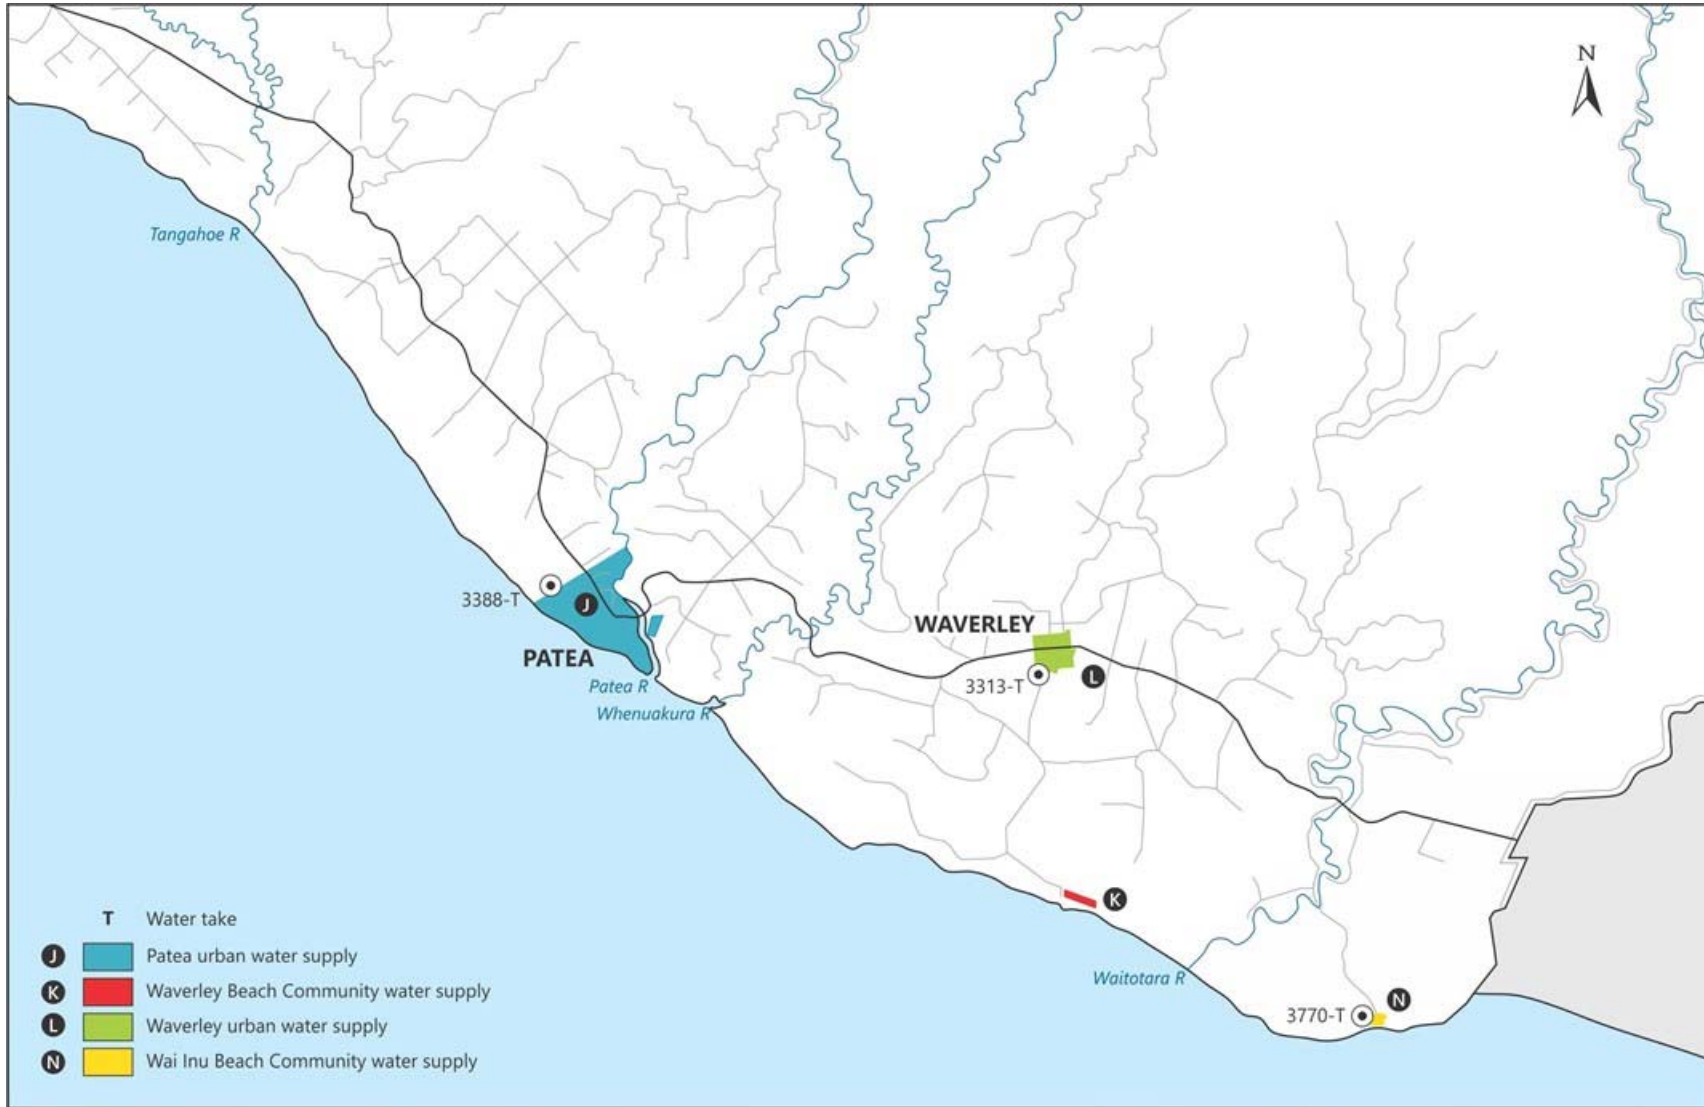 N
Tangahoe R
3388-T
J
PATEA
Patea R
Whenuakura R
WAVERLEY
3313-T
L
K
Waitotara R
N
3770-T
T Water take
J Patea urban water supply
K Waverley Beach Community water supply
L Waverley urban water supply
N Wai Inu Beach Community water supply